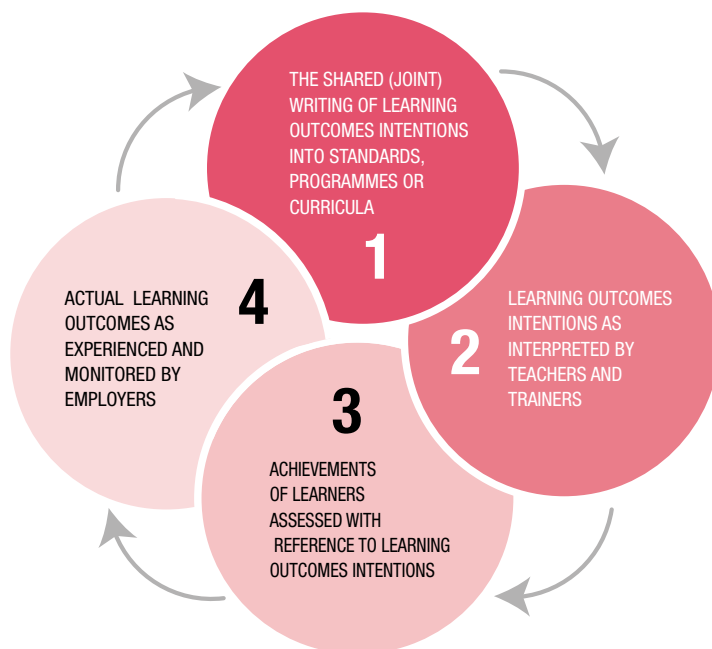 THE SHARED (JOINT)
WRITING OF LEARNING
OUTCOMES INTENTIONS
INTO STANDARDS,
PROGRAMMES OR
CURRICULA
1
LEARNING OUTCOMES
INTENTIONS AS
INTERPRETED BY
TEACHERS AND
TRAINERS
2
3
ACHIEVEMENTS
OF LEARNERS
ASSESSED WITH
REFERENCE TO LEARNING
OUTCOMES INTENTIONS
4
ACTUAL LEARNING
OUTCOMES AS
EXPERIENCED AND
MONITORED BY
EMPLOYERS